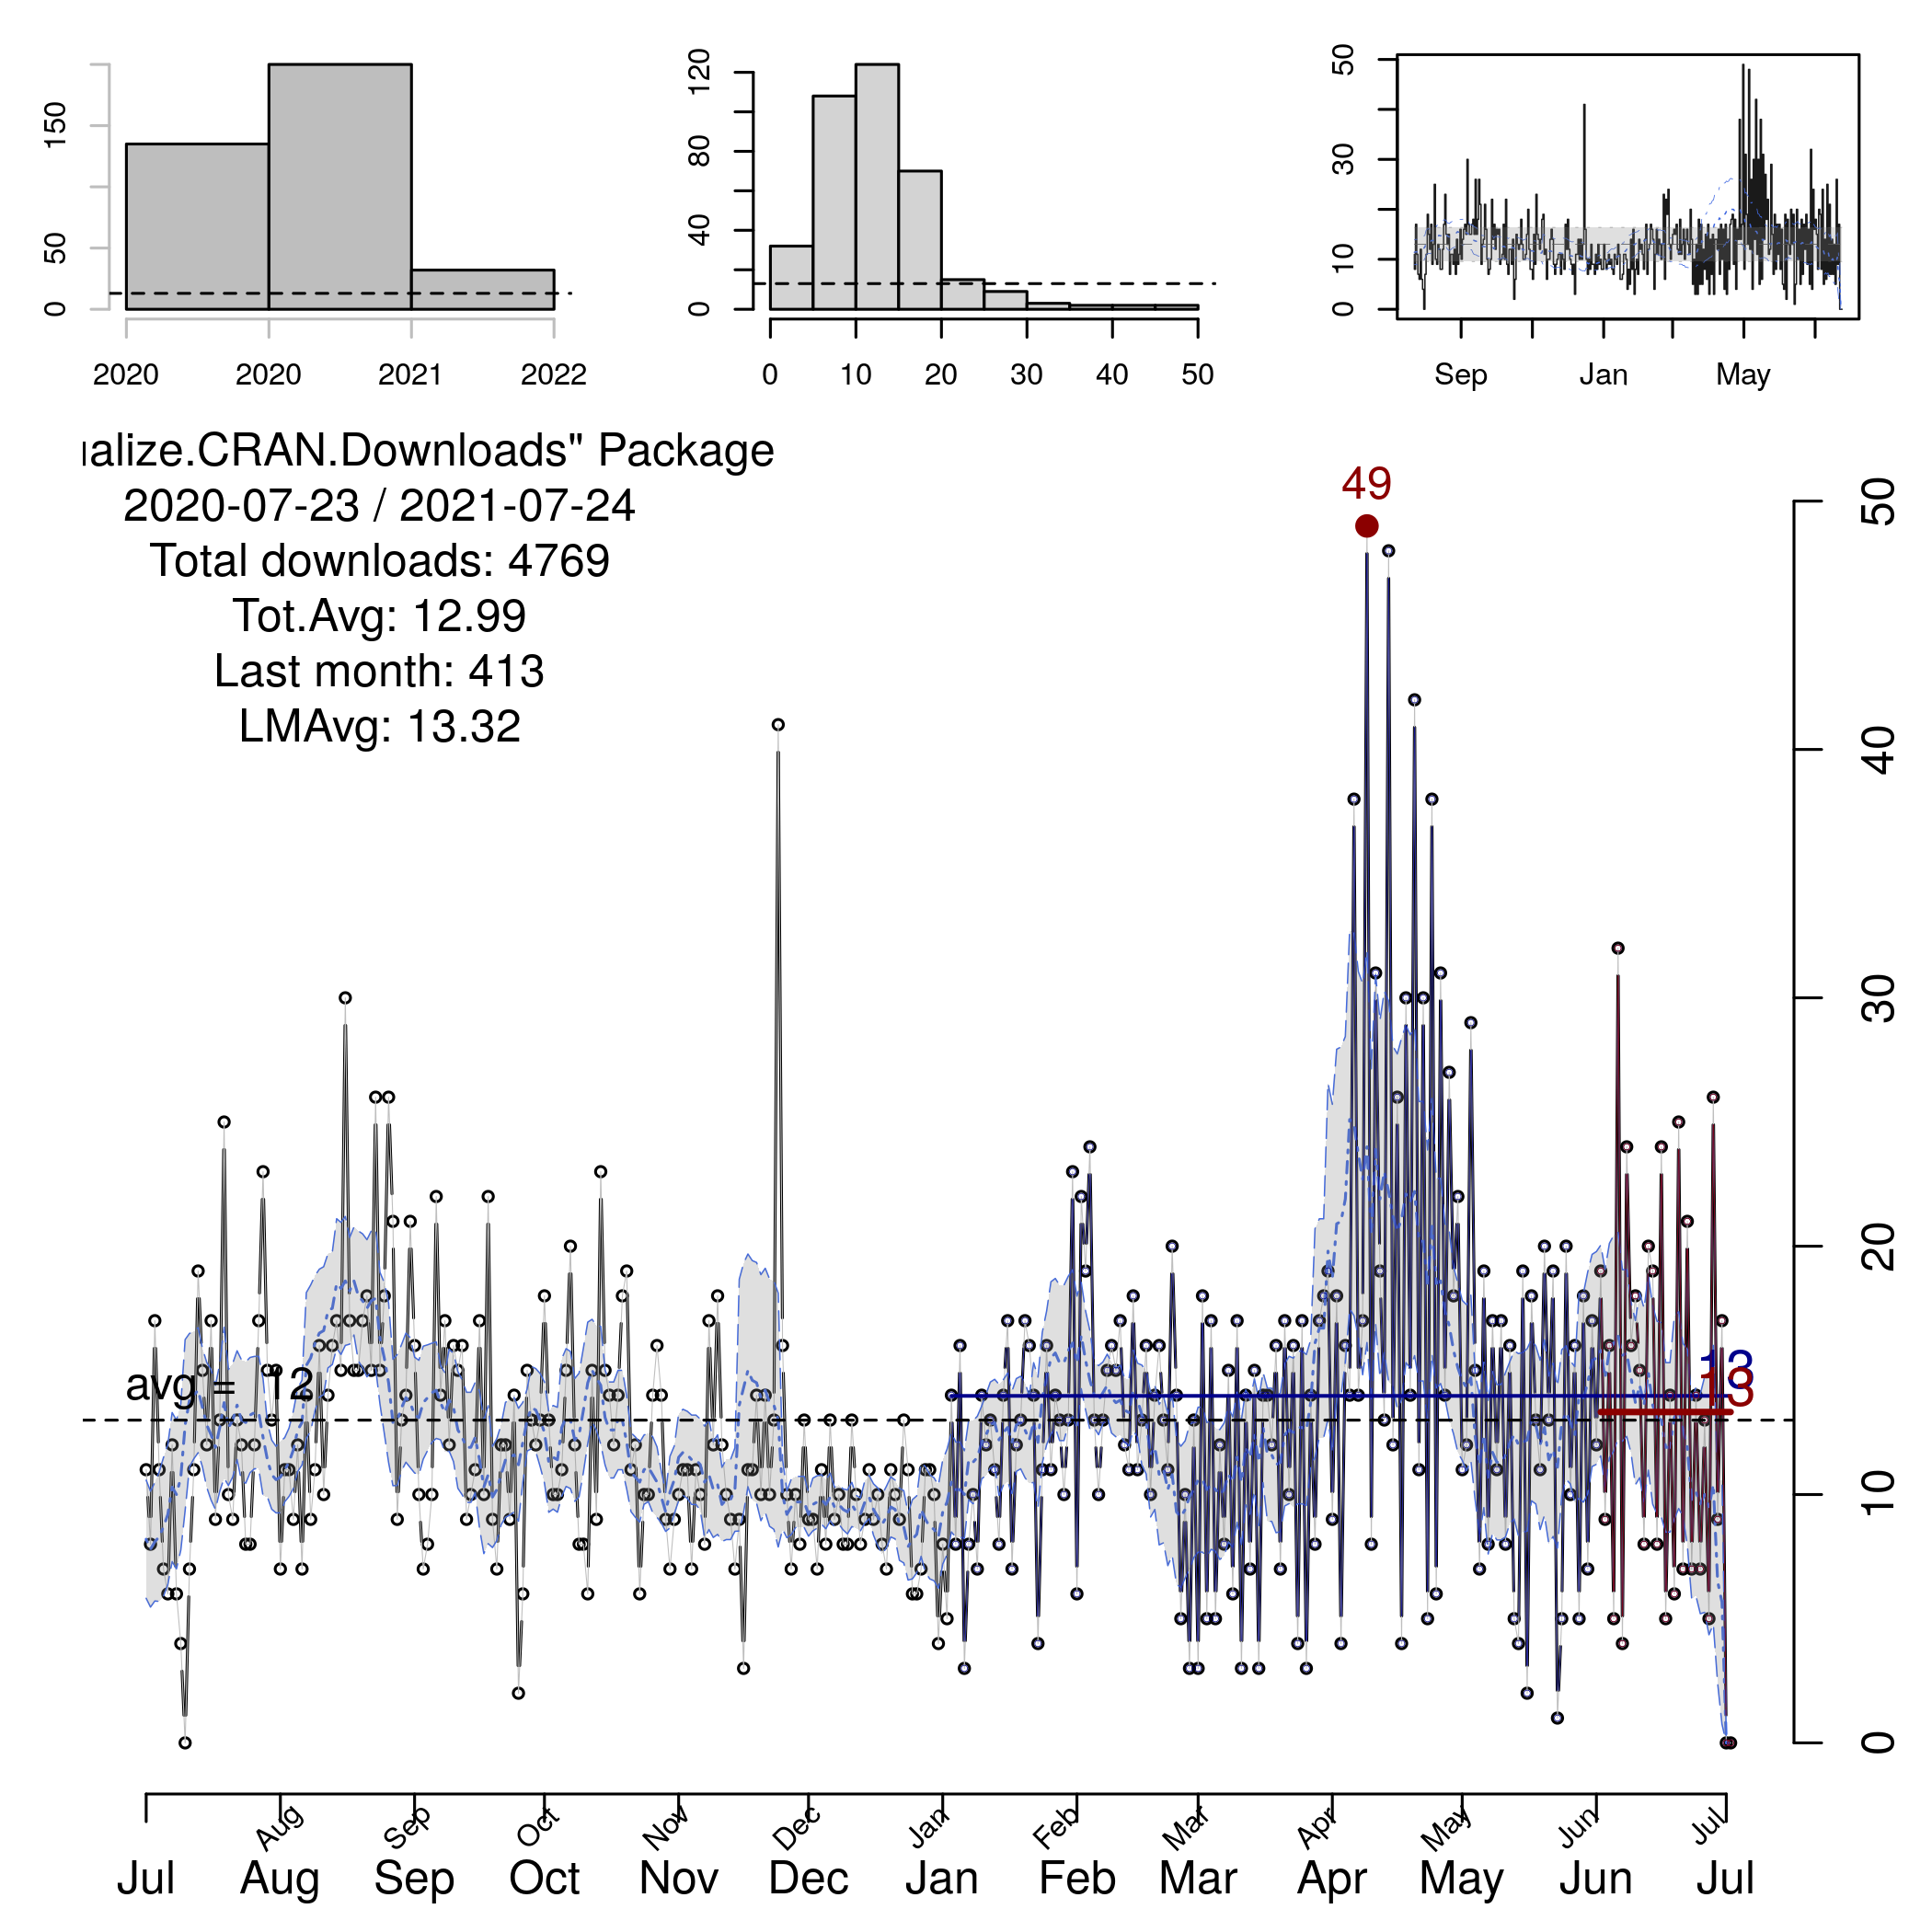 0 50 150
2020 2020 2021 2022
0 40 80 120
0 10 20 30 40 50
0 10 30 50
Sep Jan May
alize.CRAN.Downloads" Package
2020-07-23 / 2021-07-24
Total downloads: 4769
Tot.Avg: 12.99
Last month: 413
LMAvg: 13.32
49
avg = 12
13
13
0 10 20 30 40 50
Aug Sep Oct Nov Dec Jan Feb Mar Apr May Jun Jul
Jul Aug Sep Oct Nov Dec Jan Feb Mar Apr May Jun Jul